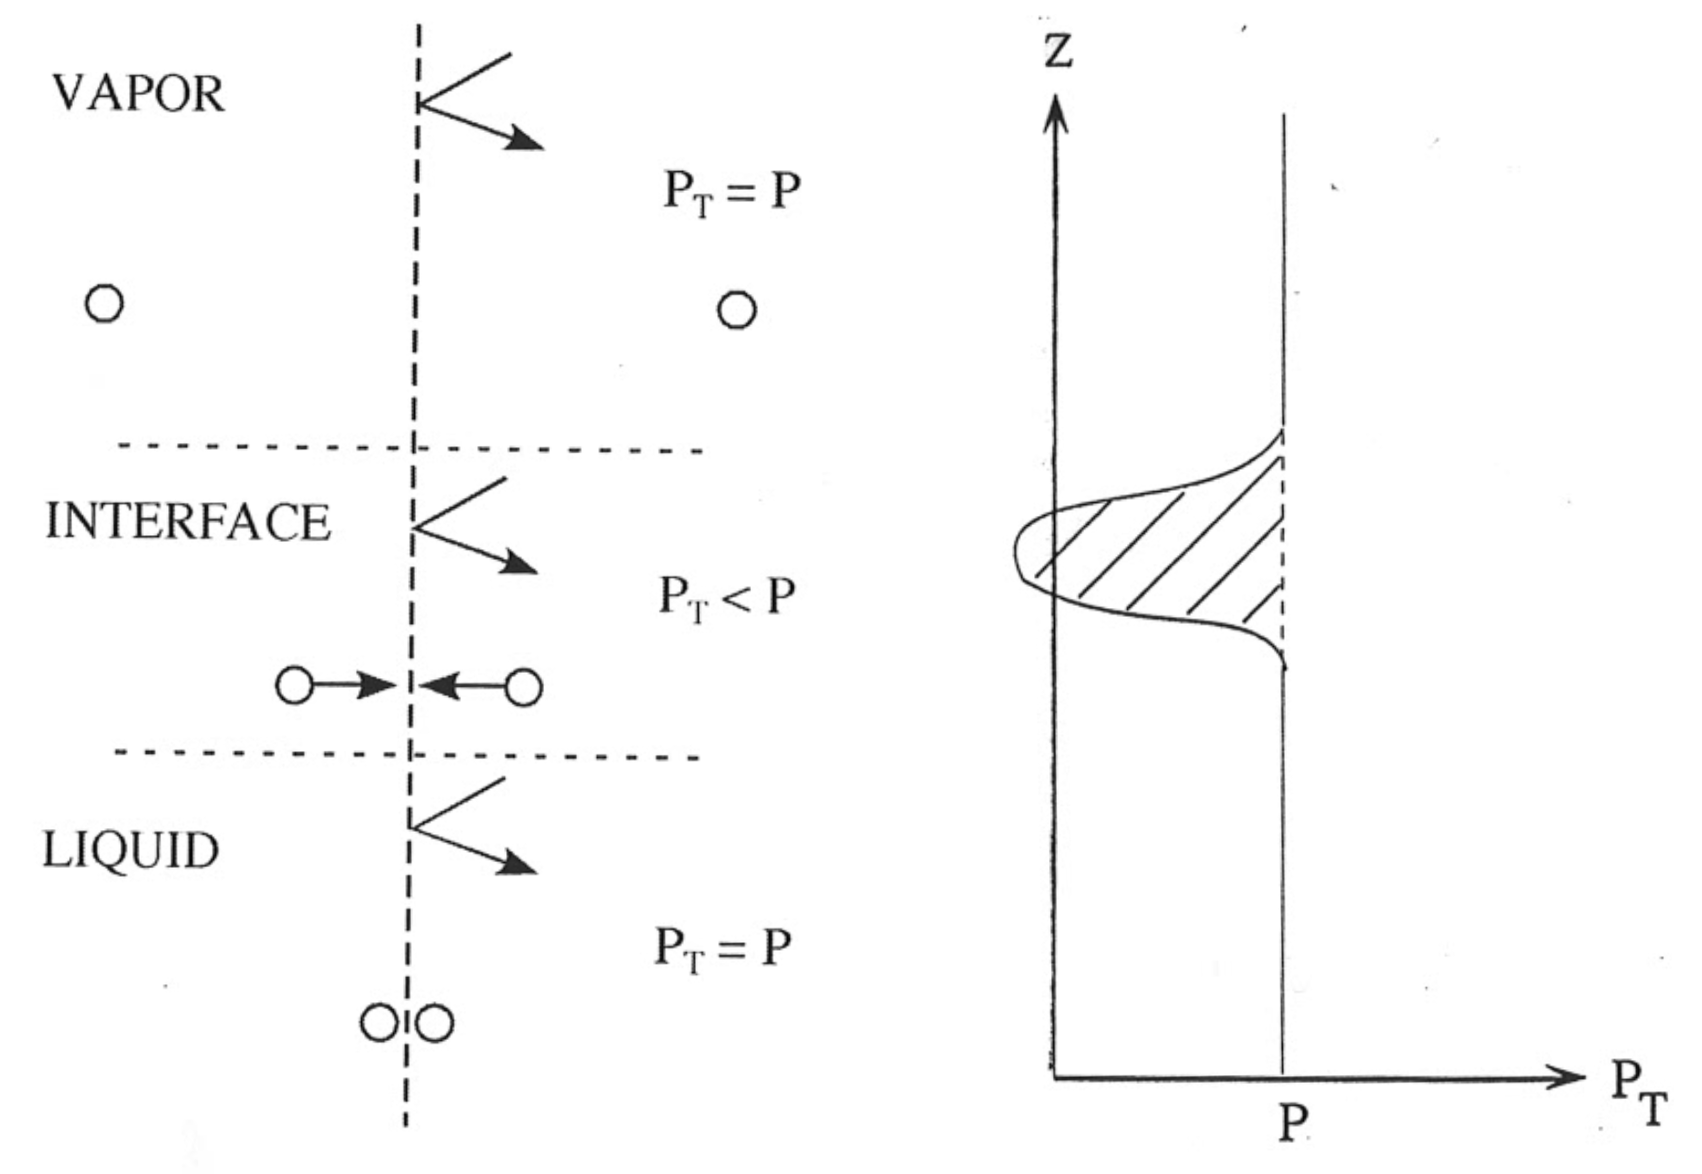 VAPOR
P_T = P
INTERFACE
P_T < P
LIQUID
P_T = P
Z
P
P_T